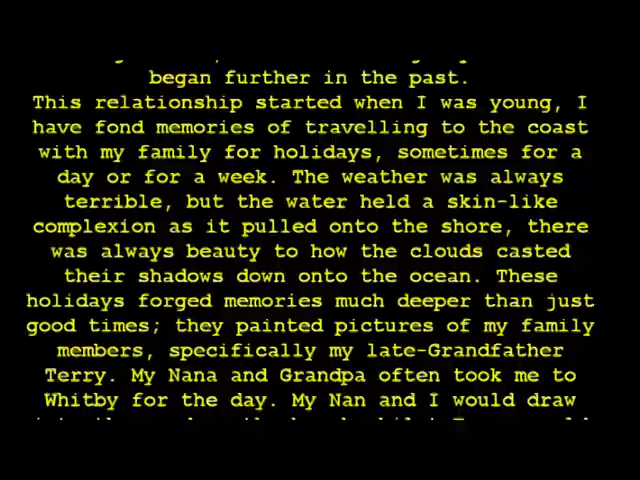 began further in the past.
This relationship started when I was young, I
have fond memories of travelling to the coast
with my family for holidays, sometimes for a
day or for a week. The weather was always
terrible, but the water held a skin-like
complexion as it pulled onto the shore, there
was always beauty to how the clouds casted
their shadows down onto the ocean. These
holidays forged memories much deeper than just
good times; they painted pictures of my family
members, specifically my late-Grandfather
Terry. My Nana and Grandpa often took me to
Whitby for the day. My Nan and I would draw